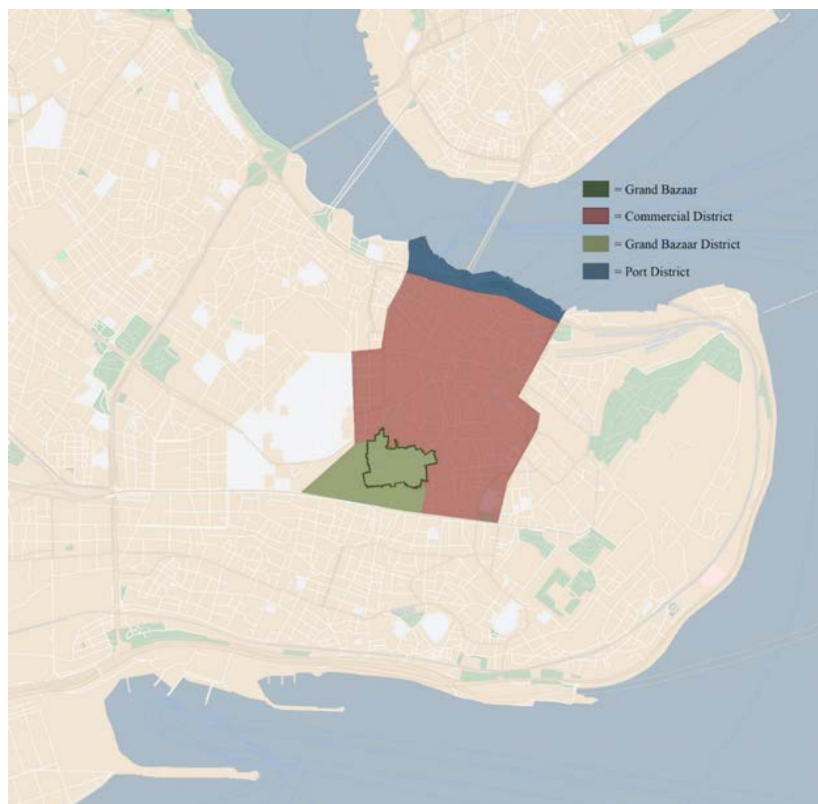 = Grand Bazaar
= Commercial District
= Grand Bazaar District
= Port District